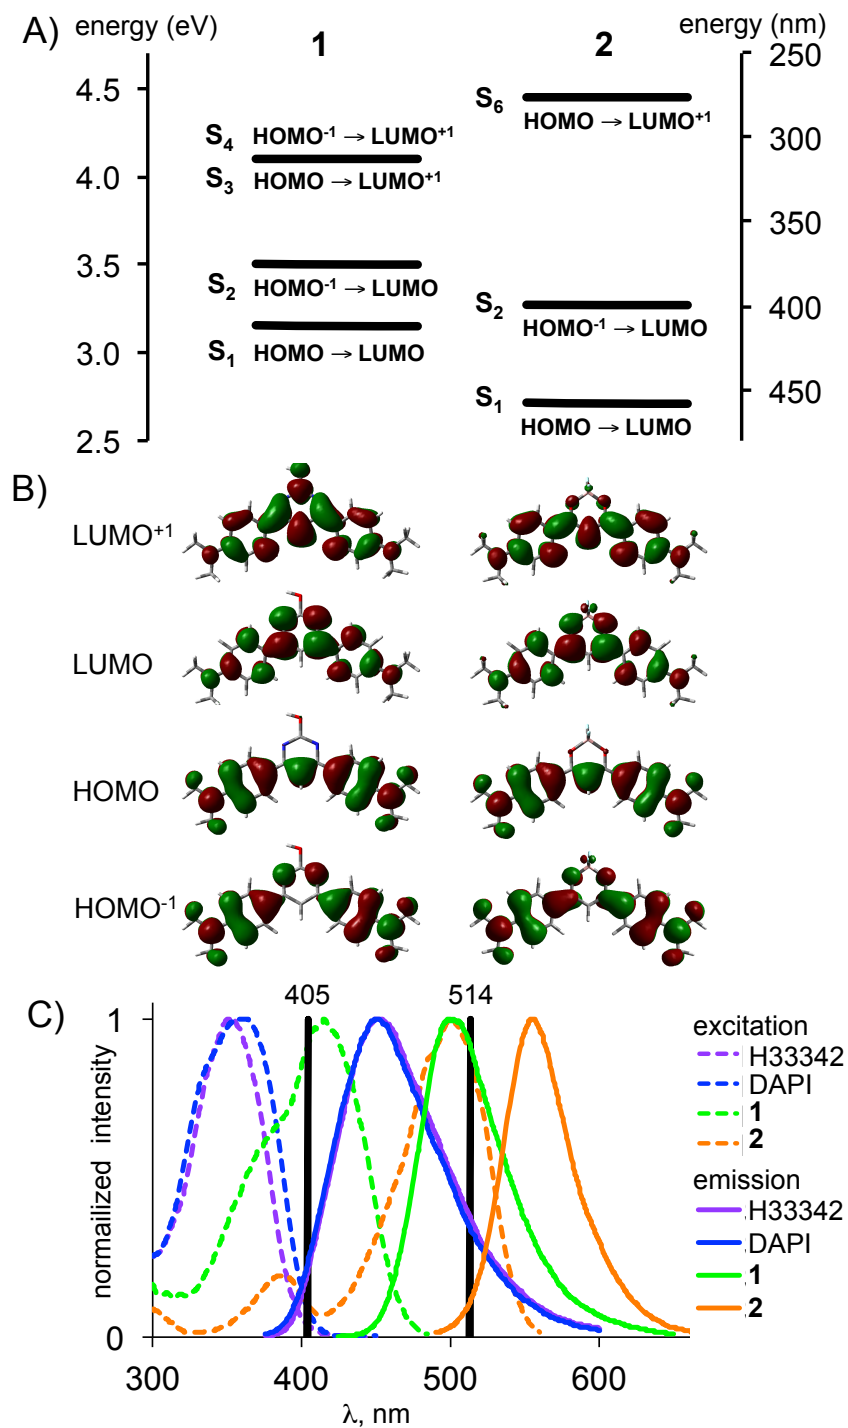 A) energy (eV) 1 2 energy (nm)
250
4.5
S6
HOMO → LUMO+1
S4 HOMO-1 → LUMO+1
300
4.0
S3 HOMO → LUMO+1
350
3.5
S2 HOMO-1 → LUMO
S2
400
HOMO-1 → LUMO
3.0
S1 HOMO → LUMO
S1
450
HOMO → LUMO
2.5
B)
LUMO+1
LUMO
HOMO
HOMO-1
C)
405 514
1
0
normailized intensity
300 400 500 600
λ, nm
excitation
H33342
DAPI
1
2
emission
H33342
DAPI
1
2